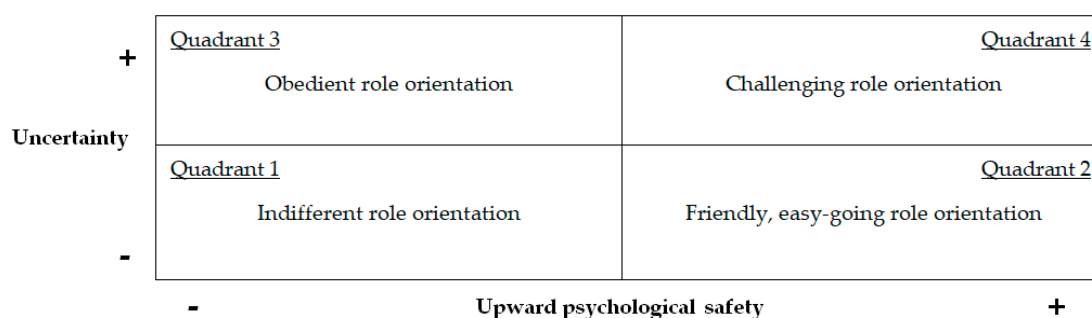 +
Uncertainty
-
Quadrant 3
Obedient role orientation
Quadrant 4
Challenging role orientation
Quadrant 1
Indifferent role orientation
Quadrant 2
Friendly, easy-going role orientation
-
Upward psychological safety
+